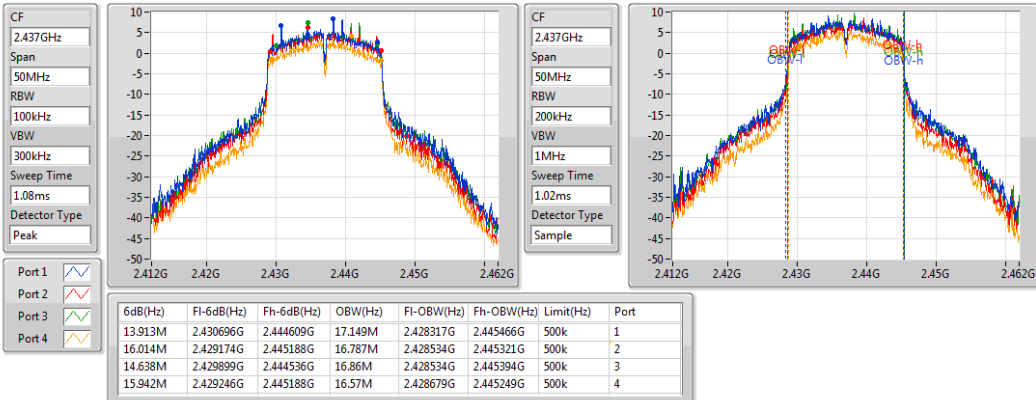 CF
2.437GHz
Span
50MHz
RBW
100kHz
VBW
300kHz
Sweep Time
1.08ms
Detector Type
Peak
10
5
0
-5
-10
-15
-20
-25
-30
-35
-40
-45
-50
2.412G 2.42G 2.43G 2.44G 2.45G 2.462G
CF
2.437GHz
Span
50MHz
RBW
200kHz
VBW
1MHz
Sweep Time
1.02ms
Detector Type
Sample
10
5
0
-5
-10
-15
-20
-25
-30
-35
-40
-45
-50
OBW-l OBW-h
OBW-l OBW-h
2.412G 2.42G 2.43G 2.44G 2.45G 2.462G
Port 1
Port 2
Port 3
Port 4
6dB(Hz) Fl-6dB(Hz) Fh-6dB(Hz) OBW(Hz) Fl-OBW(Hz) Fh-OBW(Hz) Limit(Hz) Port
13.913M 2.430696G 2.444609G 17.149M 2.428317G 2.445466G 500k 1
16.014M 2.429174G 2.445188G 16.787M 2.428534G 2.445321G 500k 2
14.638M 2.429899G 2.444536G 16.86M 2.428534G 2.445394G 500k 3
15.942M 2.429246G 2.445188G 16.57M 2.428679G 2.445249G 500k 4